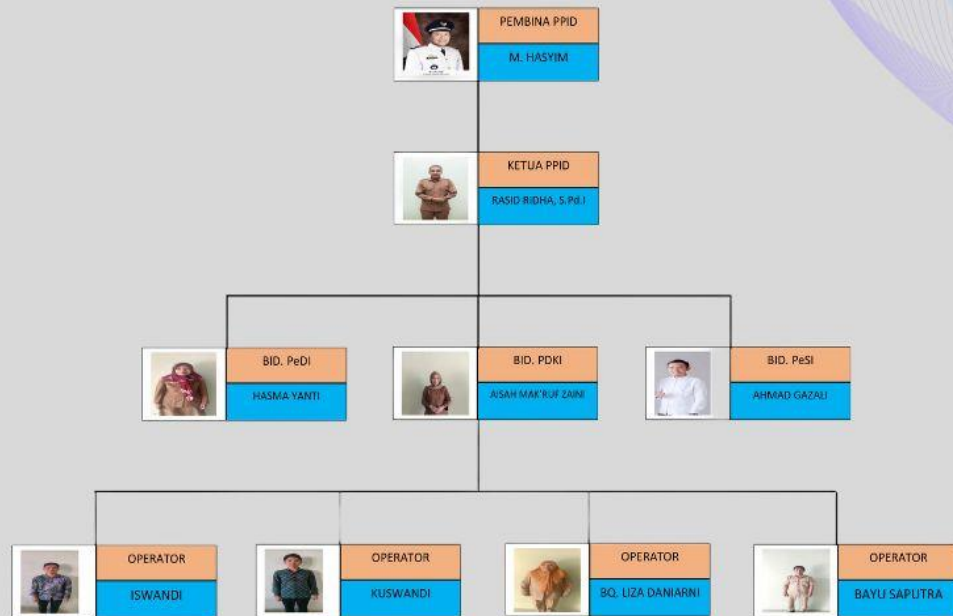 PEMBINA PPID
M. HASYIM
KETUA PPID
RASID RIDHA, S.Pd.I
BID. PeDI
HASMA YANTI
BID. PDKI
AISAH MAK'RUF ZAINI
BID. PeSI
AHMAD GAZALI
OPERATOR
ISWANDI
OPERATOR
KUSWANDI
OPERATOR
BQ. LIZA DANIARNI
OPERATOR
BAYU SAPUTRA